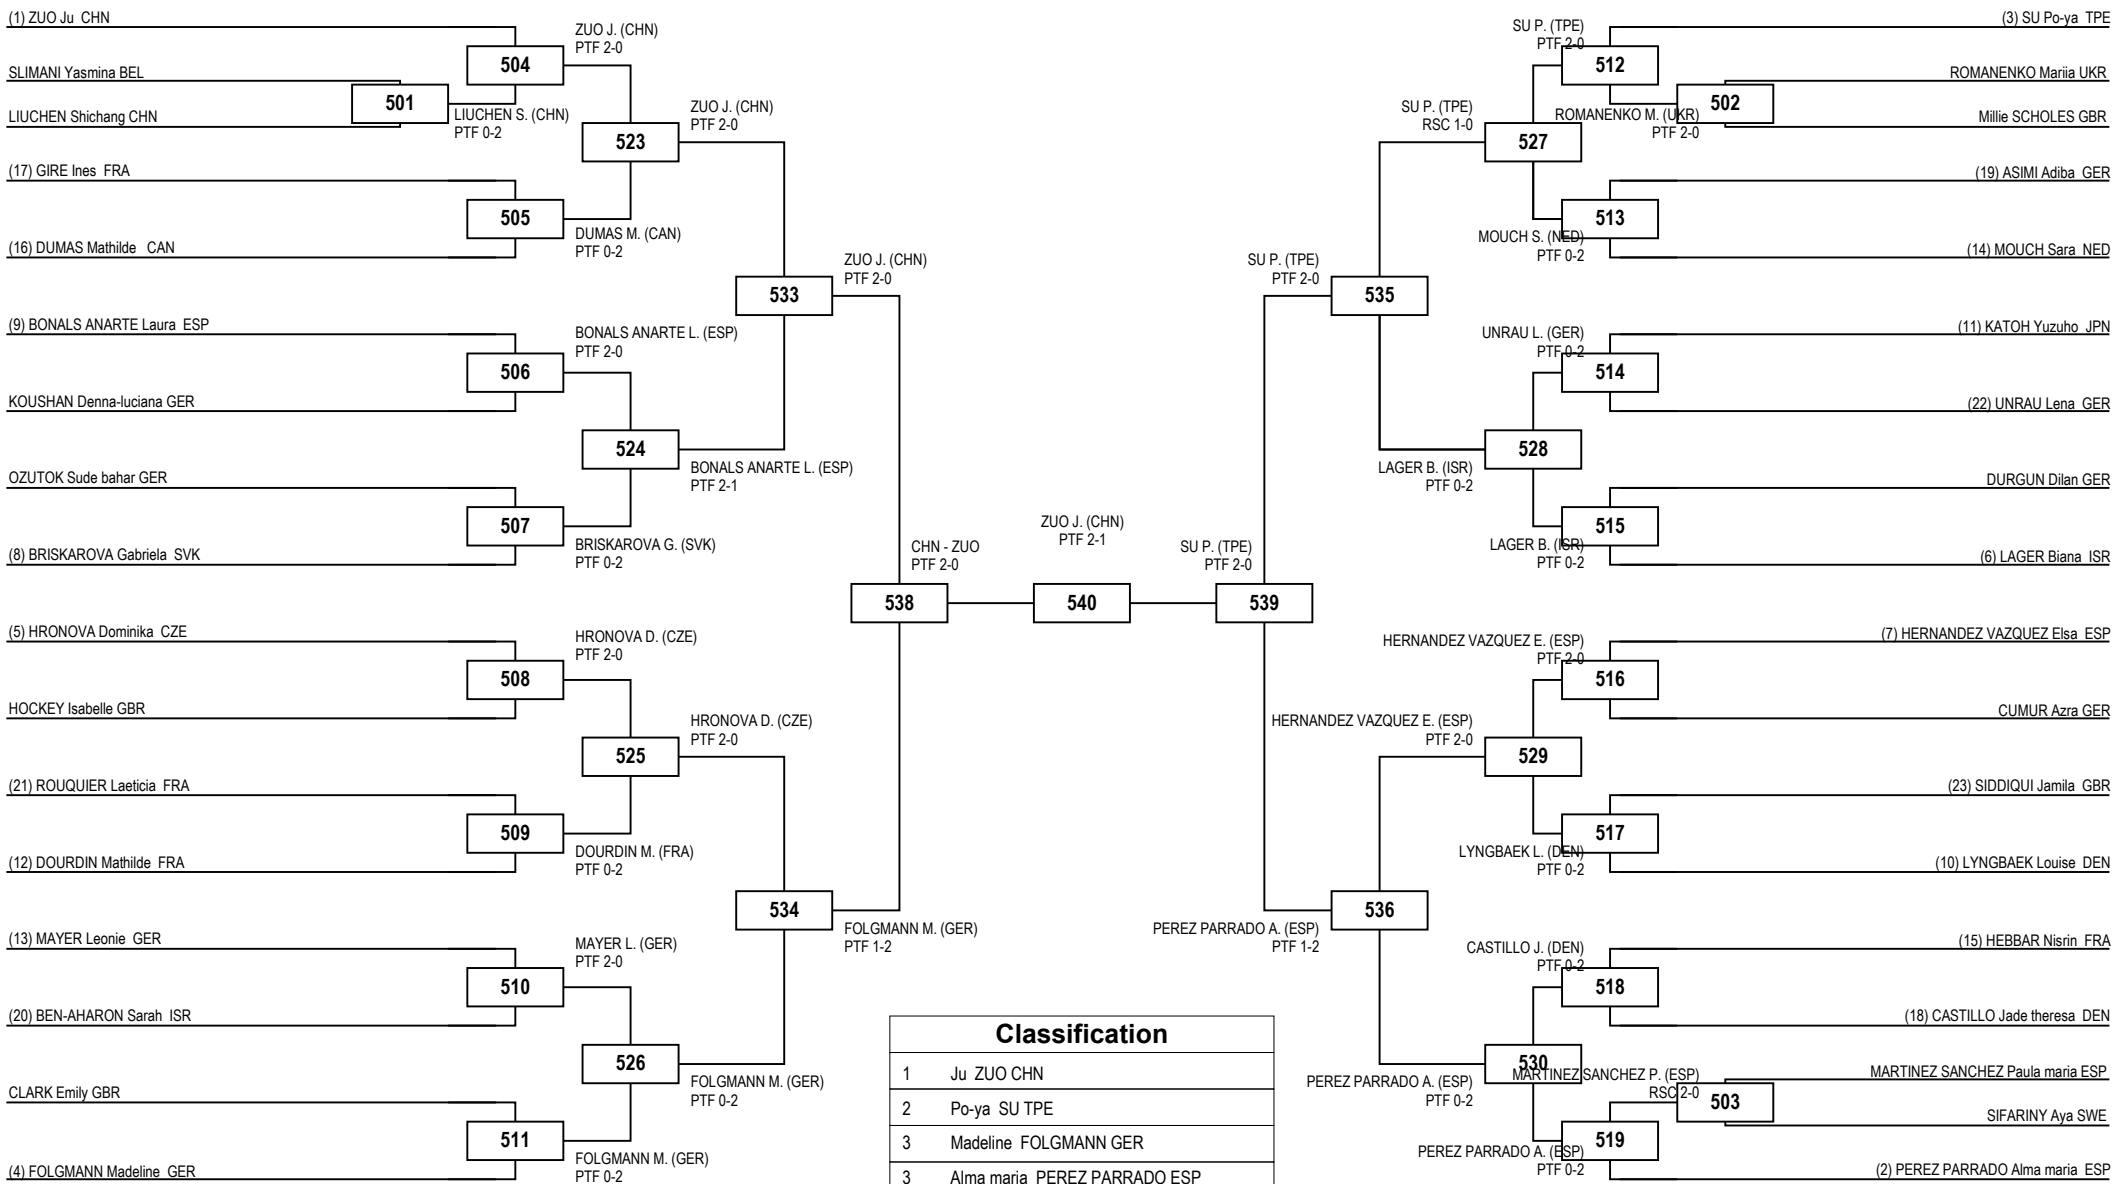 (1) ZUO Ju CHN
SLIMANI Yasmina BEL
LIUCHEN Shichang CHN
(17) GIRE Ines FRA
(16) DUMAS Mathilde CAN
(9) BONALS ANARTE Laura ESP
KOUSHAN Denna-luciana GER
OZUTOK Sude bahar GER
(8) BRISKAROVA Gabriela SVK
(5) HRONOVA Dominika CZE
HOCKEY Isabelle GBR
(21) ROUQUIER Laeticia FRA
(12) DOURDIN Mathilde FRA
(13) MAYER Leonie GER
(20) BEN-AHARON Sarah ISR
CLARK Emily GBR
(4) FOLGMANN Madeline GER
501
LIUCHEN S. (CHN)
PTF 0-2
504
ZUO J. (CHN)
PTF 2-0
505
DUMAS M. (CAN)
PTF 0-2
506
BONALS ANARTE L. (ESP)
PTF 2-0
507
BRISKAROVA G. (SVK)
PTF 0-2
508
HRONOVA D. (CZE)
PTF 2-0
509
DOURDIN M. (FRA)
PTF 0-2
510
MAYER L. (GER)
PTF 2-0
511
FOLGMANN M. (GER)
PTF 0-2
523
ZUO J. (CHN)
PTF 2-0
524
BONALS ANARTE L. (ESP)
PTF 2-1
525
HRONOVA D. (CZE)
PTF 2-0
526
FOLGMANN M. (GER)
PTF 0-2
533
ZUO J. (CHN)
PTF 2-0
534
FOLGMANN M. (GER)
PTF 1-2
538
CHN - ZUO
PTF 2-0
540
ZUO J. (CHN)
PTF 2-1
539
SU P. (TPE)
PTF 2-0
535
SU P. (TPE)
PTF 2-0
536
PEREZ PARRADO A. (ESP)
PTF 1-2
527
SU P. (TPE)
RSC 1-0
528
LAGER B. (ISR)
PTF 0-2
529
HERNANDEZ VAZQUEZ E. (ESP)
PTF 2-0
530
PEREZ PARRADO A. (ESP)
PTF 0-2
512
SU P. (TPE)
PTF 2-0
513
MOUCH S. (NED)
PTF 0-2
514
UNRAU L. (GER)
PTF 0-2
515
LAGER B. (ISR)
PTF 0-2
516
HERNANDEZ VAZQUEZ E. (ESP)
PTF 2-0
517
LYNGBAEK L. (DEN)
PTF 0-2
518
CASTILLO J. (DEN)
PTF 0-2
519
PEREZ PARRADO A. (ESP)
PTF 0-2
502
ROMANENKO M. (UKR)
PTF 2-0
503
MARTINEZ SANCHEZ P. (ESP)
RSC 2-0
(3) SU Po-ya TPE
ROMANENKO Mariia UKR
Millie SCHOLES GBR
(19) ASIMI Adiba GER
(14) MOUCH Sara NED
(11) KATOH Yuzuho JPN
(22) UNRAU Lena GER
DURGUN Dilan GER
(6) LAGER Biana ISR
(7) HERNANDEZ VAZQUEZ Elsa ESP
CUMUR Azra GER
(23) SIDDIQUI Jamila GBR
(10) LYNGBAEK Louise DEN
(15) HEBBAR Nisrin FRA
(18) CASTILLO Jade theresa DEN
MARTINEZ SANCHEZ Paula maria ESP
SIFARINY Aya SWE
(2) PEREZ PARRADO Alma maria ESP
Classification
1 Ju ZUO CHN
2 Po-ya SU TPE
3 Madeline FOLGMANN GER
3 Alma maria PEREZ PARRADO ESP